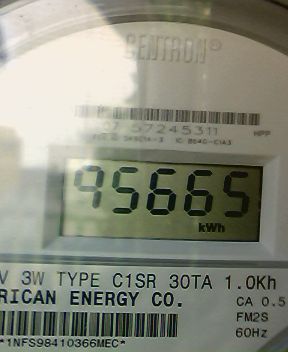 CENTRON®
57245311
HPP
95665
kWh
V 3W TYPE C1SR 30TA 1.0Kh
RICAN ENERGY CO.
CA 0.5
FM2S
60Hz
*1NFS98410366MEC*